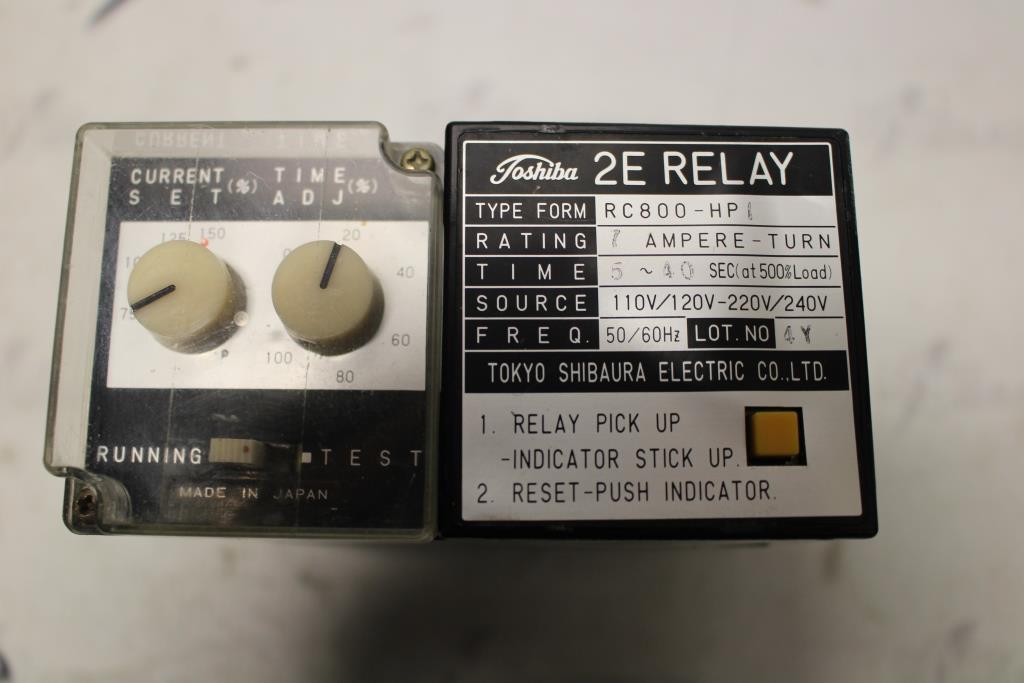 CURRENT TIME
SET(%) ADJ(%)
125 150
20
0
40
75
60
100
80
RUNNING TEST
MADE IN JAPAN
Toshiba 2E RELAY
TYPE FORM RC800-HP1
RATING 7 AMPERE-TURN
TIME 5~40 SEC(at 500%Load)
SOURCE 110V/120V-220V/240V
FREQ. 50/60Hz LOT.NO 4Y
TOKYO SHIBAURA ELECTRIC CO.,LTD.
1. RELAY PICK UP
-INDICATOR STICK UP.
2. RESET-PUSH INDICATOR.